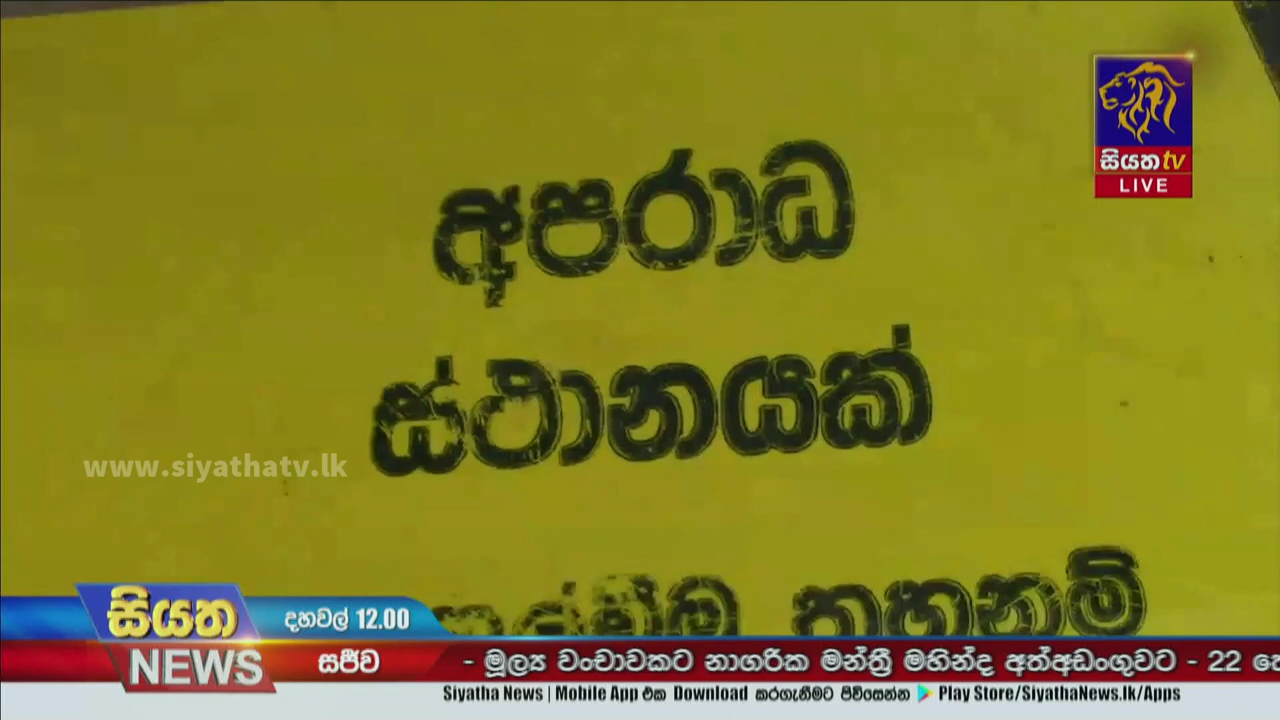 සියත tv
LIVE
අපරාධ
ස්ථානයක්
www.siyathatv.lk
තහනම්
සියත
NEWS
දහවල් 12.00
සජීව
- මූල්‍ය වංචාවකට නාගරික මන්ත්‍රී මහින්ද අත්අඩංගුවට - 22
Siyatha News | Mobile App එක Download කරගැනීමට පිවිසෙන්න Play Store/SiyathaNews.lk/Apps